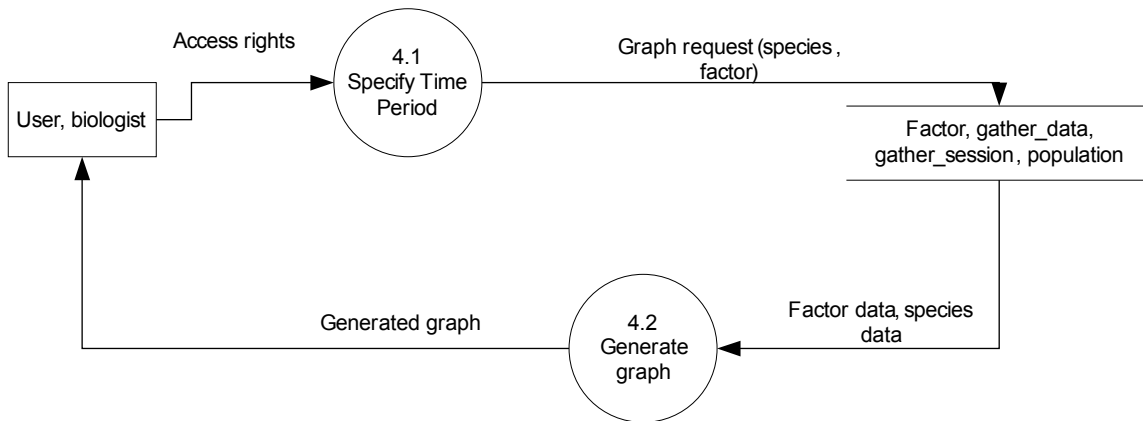 Access rights
4.1
Specify Time
Period
Graph request (species ,
factor)
User, biologist
Factor, gather_data,
gather_session , population
Generated graph
4.2
Generate
graph
Factor data, species
data